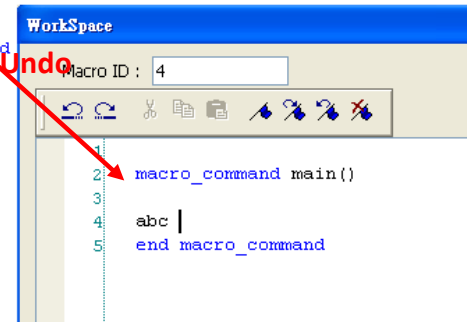 WorkSpace
d
Undo
Macro ID : 4
1
2 macro_command main()
3
4 abc
5 end macro_command